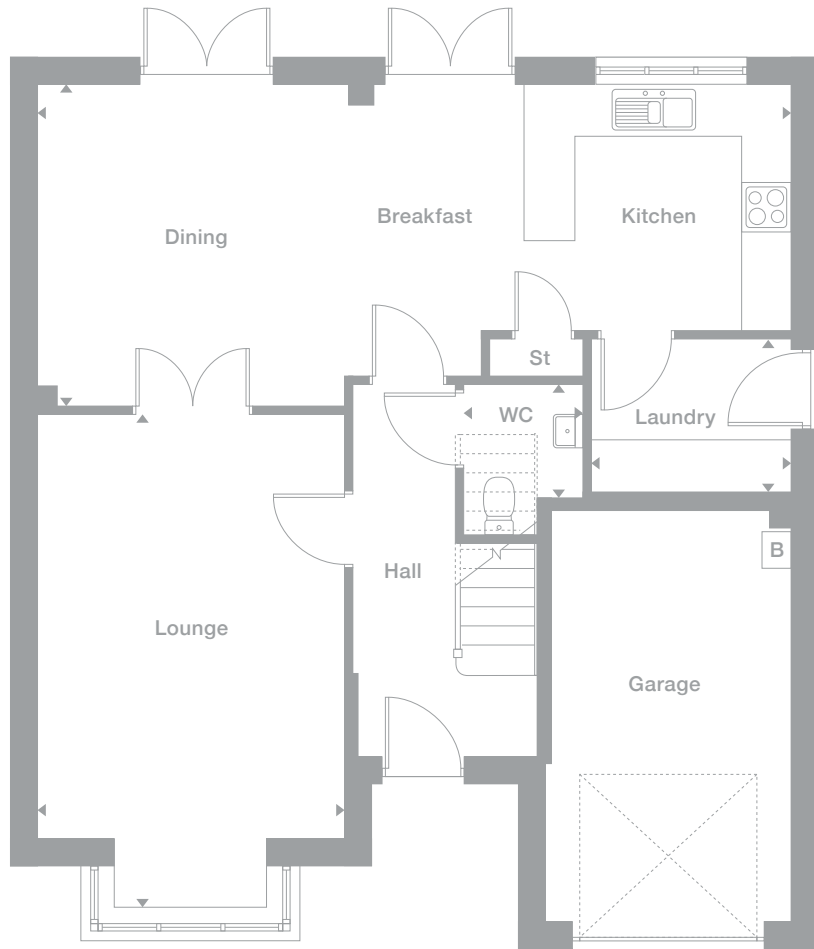 Dining
Breakfast
Kitchen
St
WC
Laundry
B
Hall
Lounge
Garage